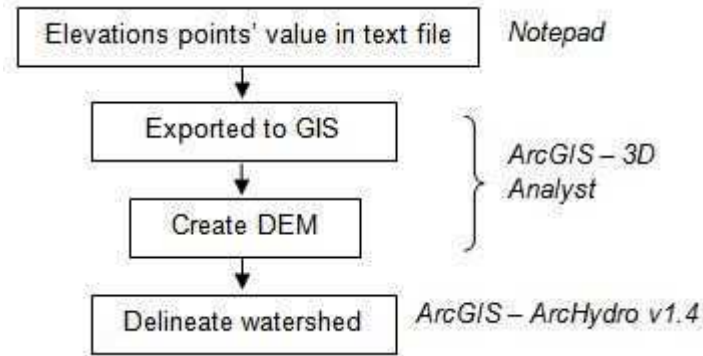 Elevations points' value in text file
Notepad
Exported to GIS
ArcGIS – 3D
Analyst
Create DEM
Delineate watershed
ArcGIS – ArcHydro v1.4